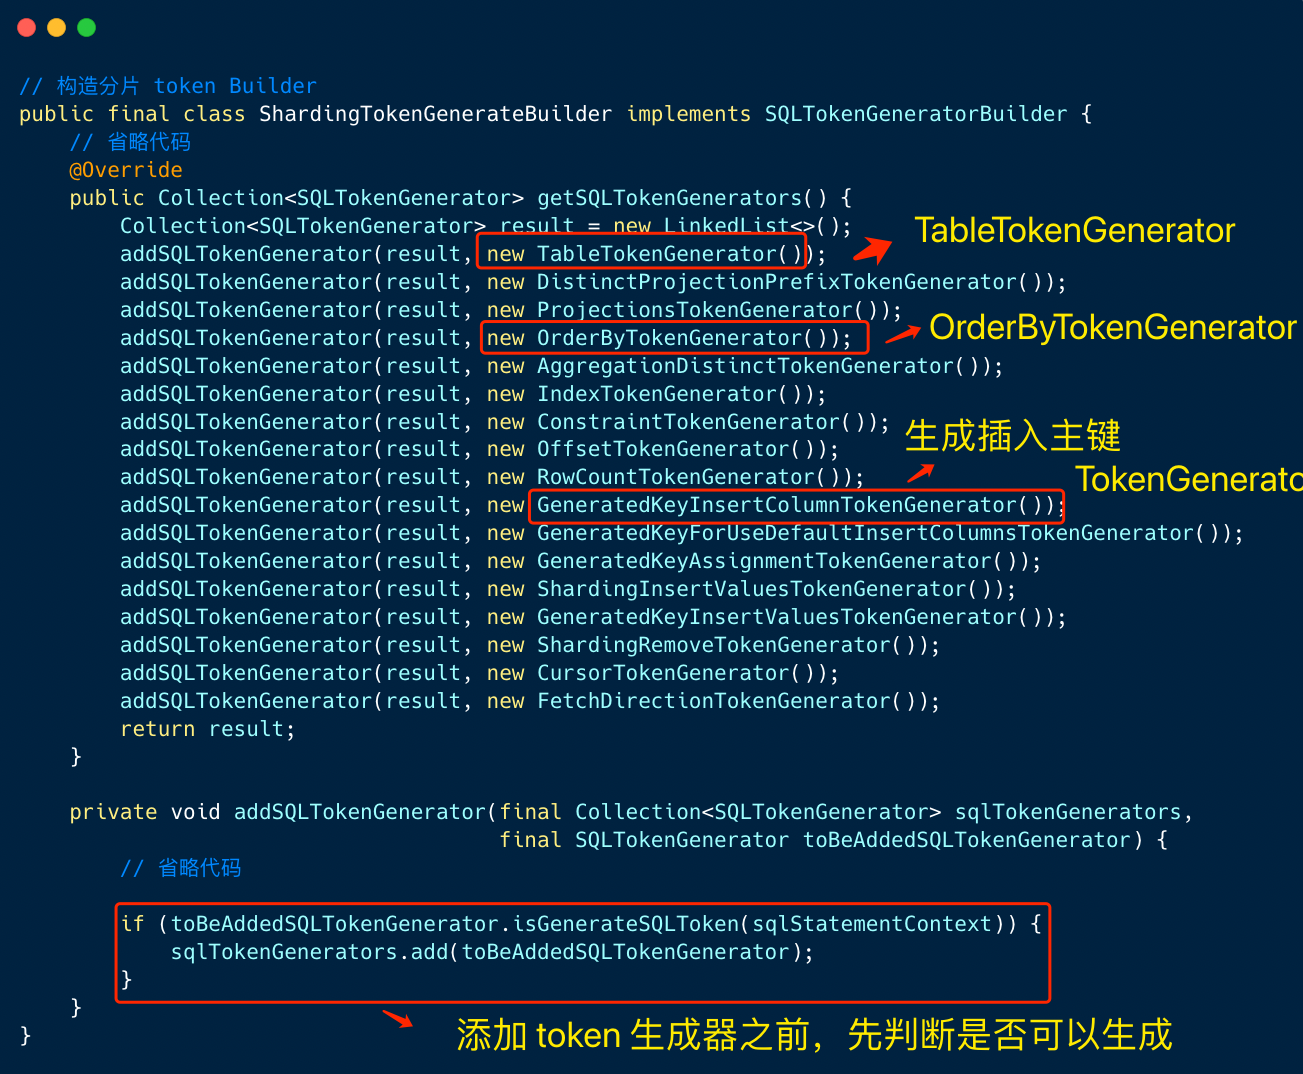 // 构造分片 token Builder
public final class ShardingTokenGenerateBuilder implements SQLTokenGeneratorBuilder {
    // 省略代码
    @Override
    public Collection<SQLTokenGenerator> getSQLTokenGenerators() {
        Collection<SQLTokenGenerator> result = new LinkedList<>();
        addSQLTokenGenerator(result, new TableTokenGenerator());
TableTokenGenerator
        addSQLTokenGenerator(result, new DistinctProjectionPrefixTokenGenerator());
        addSQLTokenGenerator(result, new ProjectionsTokenGenerator());
        addSQLTokenGenerator(result, new OrderByTokenGenerator());
OrderByTokenGenerator
        addSQLTokenGenerator(result, new AggregationDistinctTokenGenerator());
        addSQLTokenGenerator(result, new IndexTokenGenerator());
        addSQLTokenGenerator(result, new ConstraintTokenGenerator());
        addSQLTokenGenerator(result, new OffsetTokenGenerator());
        addSQLTokenGenerator(result, new RowCountTokenGenerator());
        addSQLTokenGenerator(result, new GeneratedKeyInsertColumnTokenGenerator());
生成插入主键
TokenGenerato
        addSQLTokenGenerator(result, new GeneratedKeyForUseDefaultInsertColumnsTokenGenerator());
        addSQLTokenGenerator(result, new GeneratedKeyAssignmentTokenGenerator());
        addSQLTokenGenerator(result, new ShardingInsertValuesTokenGenerator());
        addSQLTokenGenerator(result, new GeneratedKeyInsertValuesTokenGenerator());
        addSQLTokenGenerator(result, new ShardingRemoveTokenGenerator());
        addSQLTokenGenerator(result, new CursorTokenGenerator());
        addSQLTokenGenerator(result, new FetchDirectionTokenGenerator());
        return result;
    }
    private void addSQLTokenGenerator(final Collection<SQLTokenGenerator> sqlTokenGenerators,
                                      final SQLTokenGenerator toBeAddedSQLTokenGenerator) {
        // 省略代码
        if (toBeAddedSQLTokenGenerator.isGenerateSQLToken(sqlStatementContext)) {
            sqlTokenGenerators.add(toBeAddedSQLTokenGenerator);
        }
    }
添加 token 生成器之前，先判断是否可以生成
}